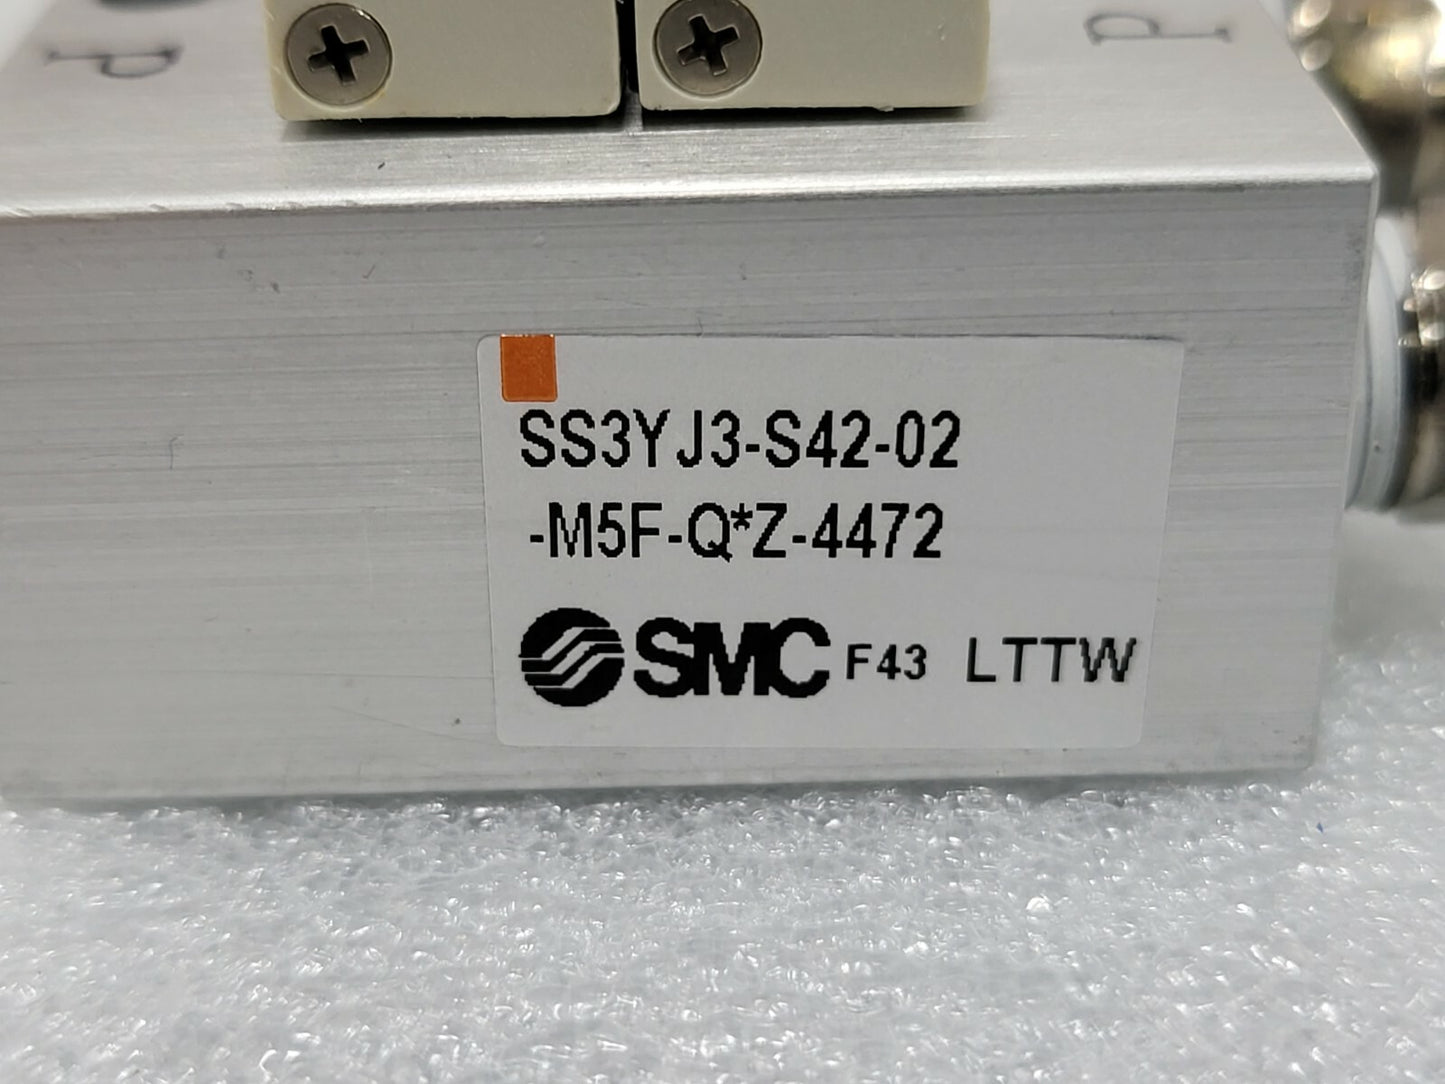 P P
SS3YJ3-S42-02
-M5F-Q*Z-4472
SMC F43 LTTW